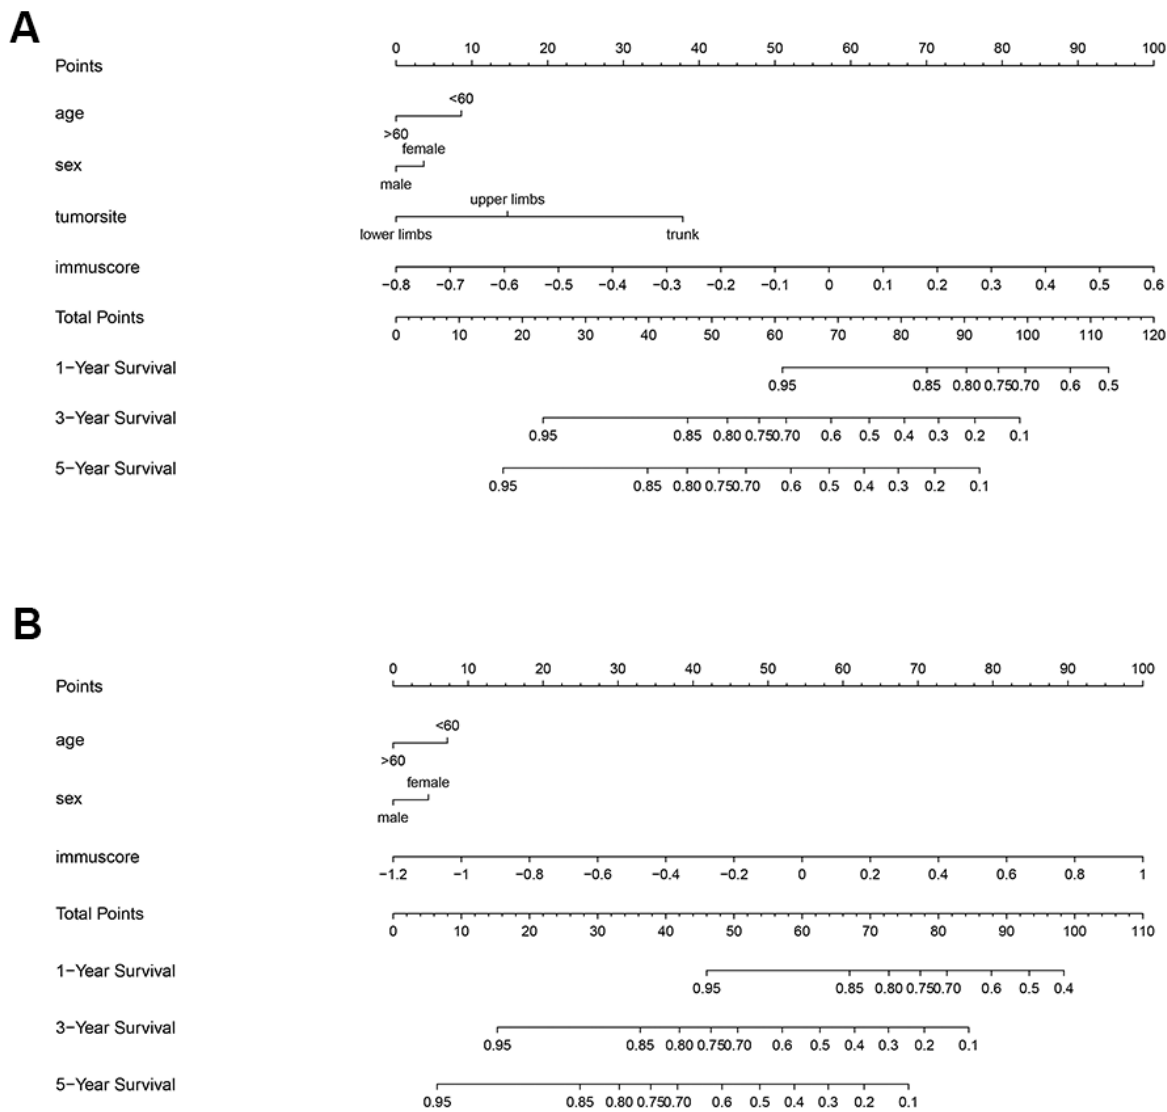 A
Points 0 10 20 30 40 50 60 70 80 90 100
age <60 >60
sex female male
tumorsite upper limbs lower limbs trunk
immuscore −0.8 −0.7 −0.6 −0.5 −0.4 −0.3 −0.2 −0.1 0 0.1 0.2 0.3 0.4 0.5 0.6
Total Points 0 10 20 30 40 50 60 70 80 90 100 110 120
1−Year Survival 0.95 0.85 0.80 0.75 0.70 0.6 0.5
3−Year Survival 0.95 0.85 0.80 0.75 0.70 0.6 0.5 0.4 0.3 0.2 0.1
5−Year Survival 0.95 0.85 0.80 0.75 0.70 0.6 0.5 0.4 0.3 0.2 0.1
B
Points 0 10 20 30 40 50 60 70 80 90 100
age <60 >60
sex female male
immuscore −1.2 −1 −0.8 −0.6 −0.4 −0.2 0 0.2 0.4 0.6 0.8 1
Total Points 0 10 20 30 40 50 60 70 80 90 100 110
1−Year Survival 0.95 0.85 0.80 0.75 0.70 0.6 0.5 0.4
3−Year Survival 0.95 0.85 0.80 0.75 0.70 0.6 0.5 0.4 0.3 0.2 0.1
5−Year Survival 0.95 0.85 0.80 0.75 0.70 0.6 0.5 0.4 0.3 0.2 0.1